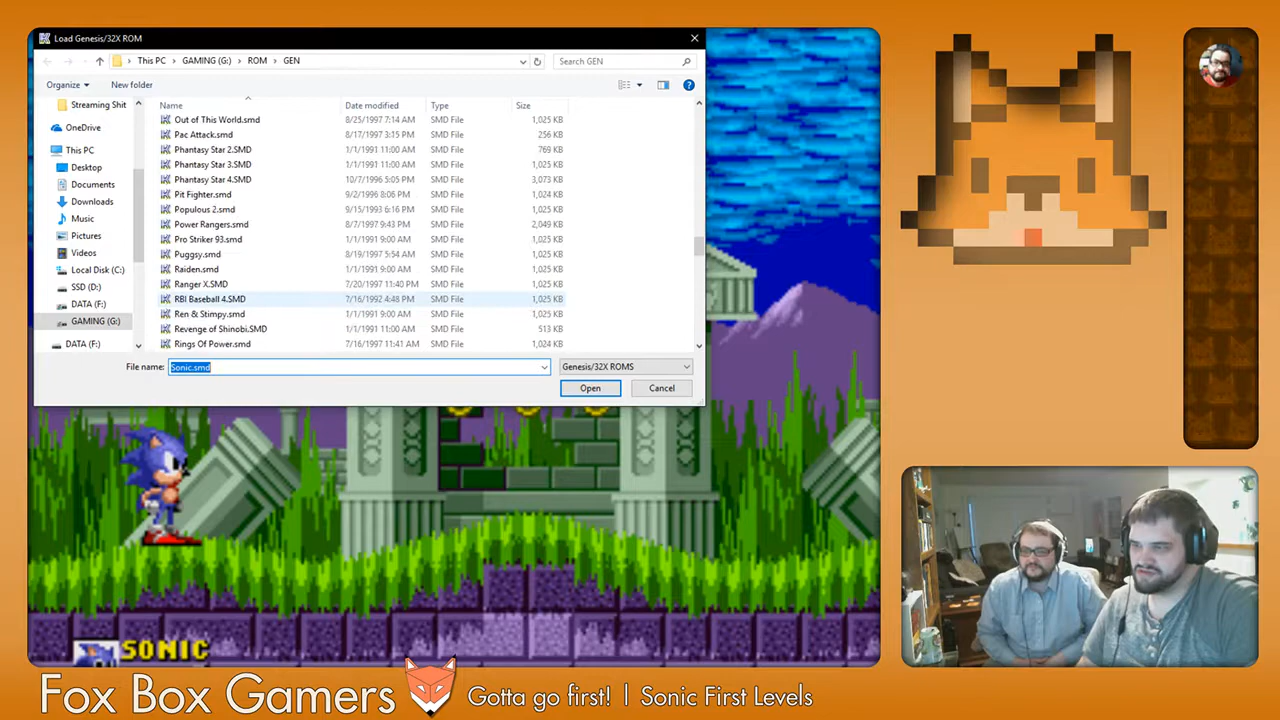 Load Genesis/32X ROM
This PC > GAMING (G:) > ROM > GEN
Search GEN
Organize New folder
Streaming Shit
OneDrive
This PC
Desktop
Documents
Downloads
Music
Pictures
Videos
Local Disk (C:)
SSD (D:)
DATA (F:)
GAMING (G:)
DATA (F:)
Name Date modified Type Size
Out of This World.smd 8/25/1997 7:14 AM SMD File 1,025 KB
Pac Attack.smd 8/18/1997 3:15 PM SMD File 256 KB
Phantasy Star 2.SMD 1/1/1991 11:00 AM SMD File 769 KB
Phantasy Star 3.SMD 1/1/1991 11:00 AM SMD File 1,025 KB
Phantasy Star 4.SMD 10/7/1996 5:05 PM SMD File 3,073 KB
Pit Fighter.smd 9/2/1996 8:06 PM SMD File 1,024 KB
Populous 2.smd 9/15/1993 6:16 PM SMD File 1,025 KB
Power Rangers.smd 8/7/1997 9:43 PM SMD File 2,049 KB
Pro Striker 93.smd 1/1/1991 9:00 AM SMD File 1,025 KB
Puggsy.smd 8/19/1997 5:54 AM SMD File 1,025 KB
Raiden.smd 1/1/1991 9:00 AM SMD File 1,025 KB
Ranger X.SMD 7/20/1997 11:40 PM SMD File 1,025 KB
RBI Baseball 4.SMD 7/16/1992 4:48 PM SMD File 1,025 KB
Ren & Stimpy.smd 1/1/1991 9:00 AM SMD File 1,025 KB
Revenge of Shinobi.SMD 1/1/1991 11:00 AM SMD File 513 KB
Rings Of Power.smd 7/16/1997 11:41 AM SMD File 1,024 KB
File name: Sonic.smd Genesis/32X ROMS
Open Cancel
SONIC
Fox Box Gamers Gotta go first! | Sonic First Levels